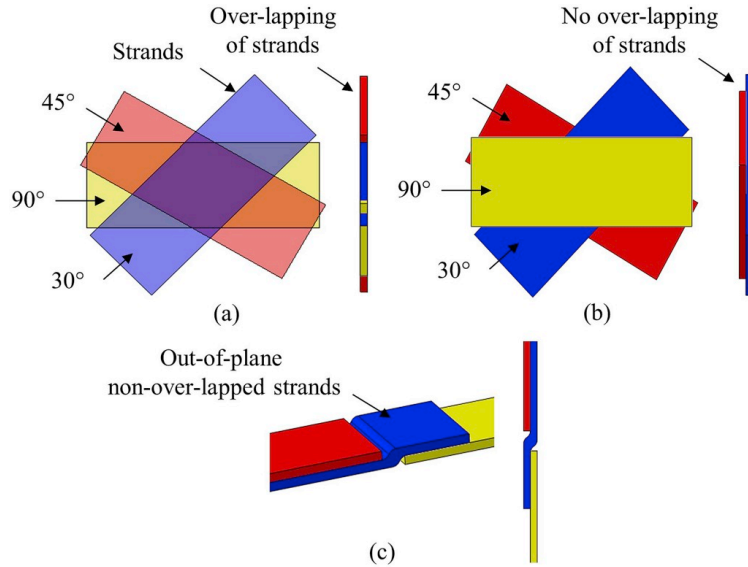 Over-lapping
of strands
Strands
45°
90°
30°
(a)
No over-lapping
of strands
45°
90°
30°
(b)
Out-of-plane
non-over-lapped strands
(c)